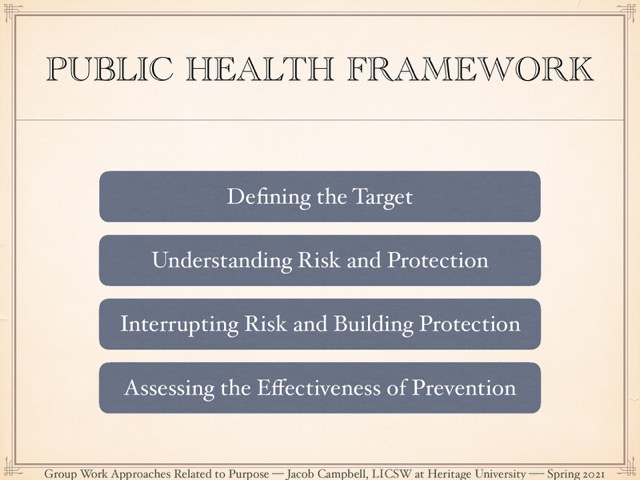 PUBLIC HEALTH FRAMEWORK
Defining the Target
Understanding Risk and Protection
Interrupting Risk and Building Protection
Assessing the Effectiveness of Prevention
Group Work Approaches Related to Purpose — Jacob Campbell, LICSW at Heritage University — Spring 2021